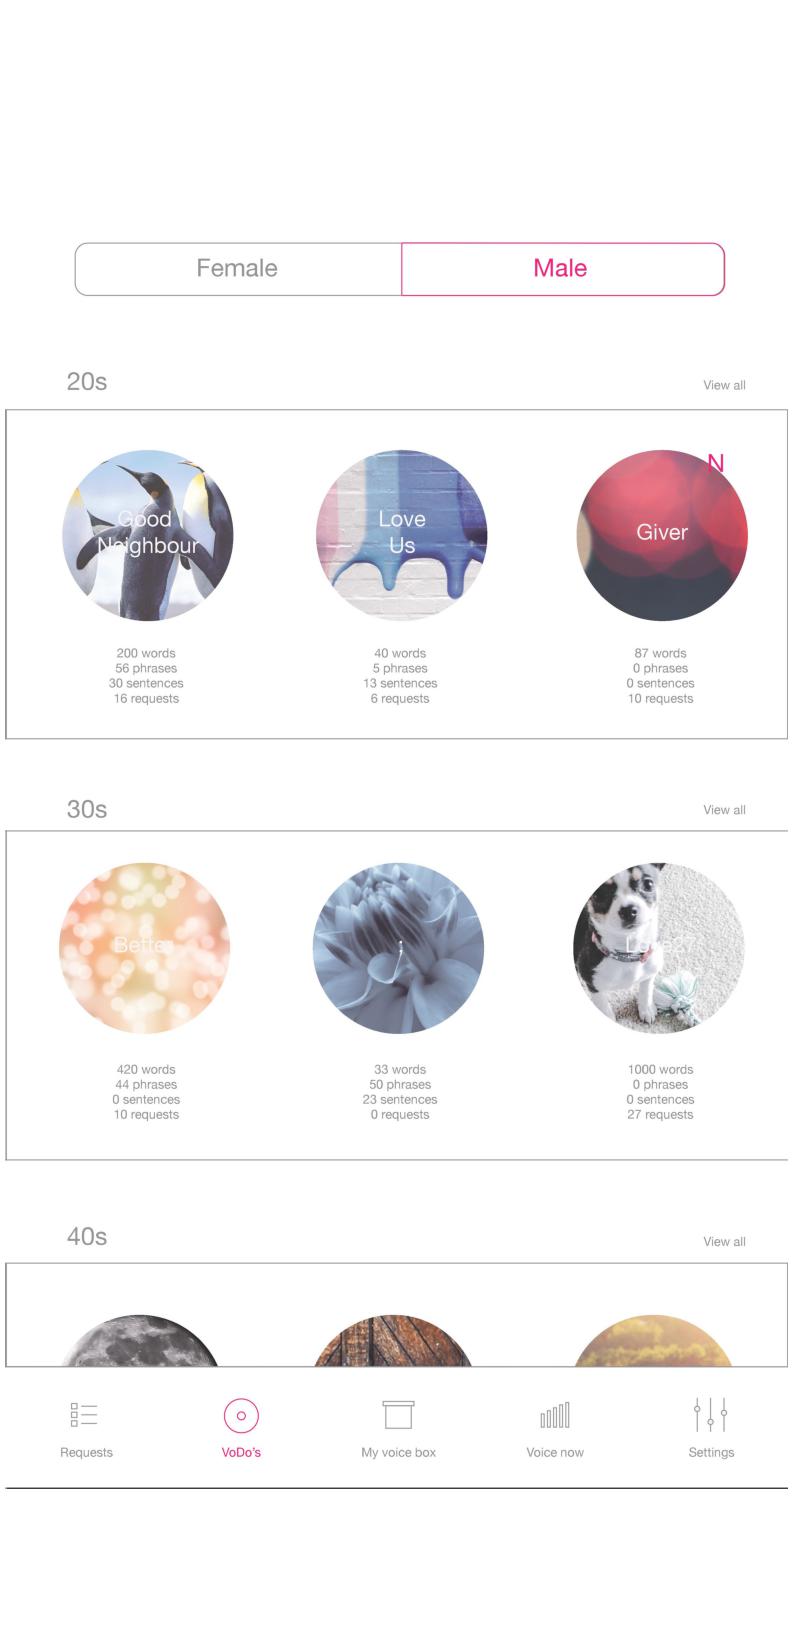 Female
Male
20s
View all
N
Good
Neighbour
Love
Us
Giver
200 words
56 phrases
30 sentences
16 requests
40 words
5 phrases
13 sentences
6 requests
87 words
0 phrases
0 sentences
10 requests
30s
View all
Better
;
420 words
44 phrases
0 sentences
10 requests
33 words
50 phrases
23 sentences
0 requests
1000 words
0 phrases
0 sentences
27 requests
40s
View all
Requests
VoDo’s
My voice box
Voice now
Settings